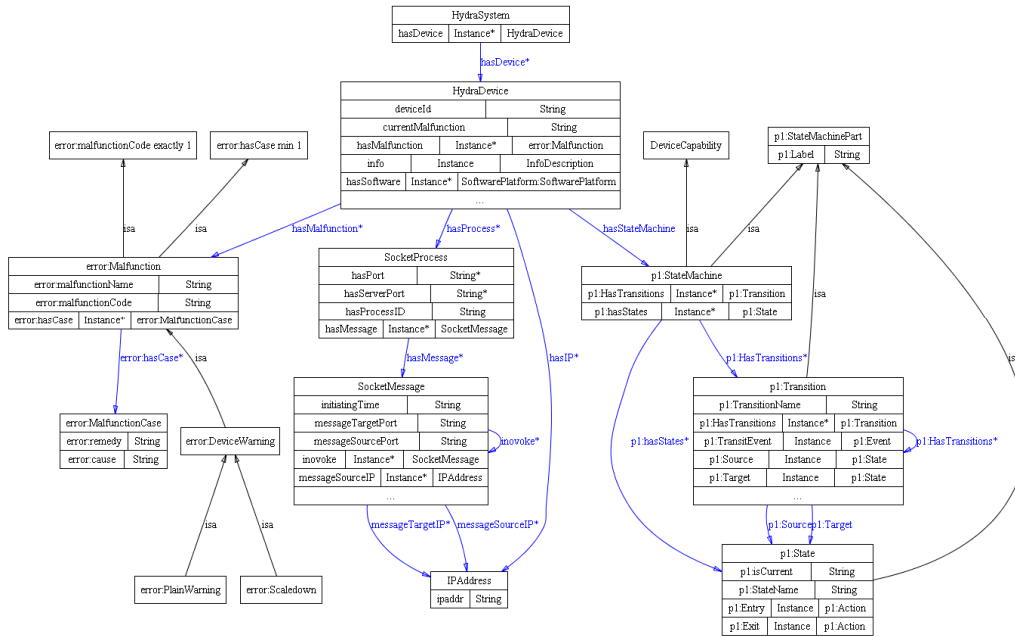 HydraSystem
hasDevice Instance* HydraDevice
hasDevice*
HydraDevice
deviceId String
currentMalfunction String
hasMalfunction Instance* error:Malfunction
info Instance InfoDescription
hasSoftware Instance* SoftwarePlatform:SoftwarePlatform
...
error:malfunctionCode exactly 1
error:hasCase min 1
DeviceCapability
p1:StateMachinePart
p1:Label String
isa
isa
hasMalfunction*
hasProcess*
hasStateMachine
isa
isa
error:Malfunction
error:malfunctionName String
error:malfunctionCode String
error:hasCase Instance* error:MalfunctionCase
SocketProcess
hasPort String*
hasServerPort String*
hasProcessID String
hasMessage Instance* SocketMessage
p1:StateMachine
p1:HasTransitions Instance* p1:Transition
p1:hasStates Instance* p1:State
isa
error:hasCase*
isa
hasMessage*
hasIP*
p1:HasTransitions*
is
SocketMessage
initiatingTime String
messageTargetPort String
messageSourcePort String
inovoke Instance* SocketMessage
messageSourceIP Instance* IPAddress
...
inovoke*
p1:Transition
p1:TransitionName String
p1:HasTransitions Instance* p1:Transition
p1:TransitEvent Instance p1:Event
p1:Source Instance p1:State
p1:Target Instance p1:State
...
p1:HasTransitions*
p1:hasStates*
error:MalfunctionCase
error:remedy String
error:cause String
error:DeviceWarning
isa
isa
messageTargetIP*
messageSourceIP*
p1:Source
p1:Target
p1:State
p1:isCurrent String
p1:StateName String
p1:Entry Instance p1:Action
p1:Exit Instance p1:Action
error:PlainWarning
error:Scaledown
IPAddress
ipaddr String